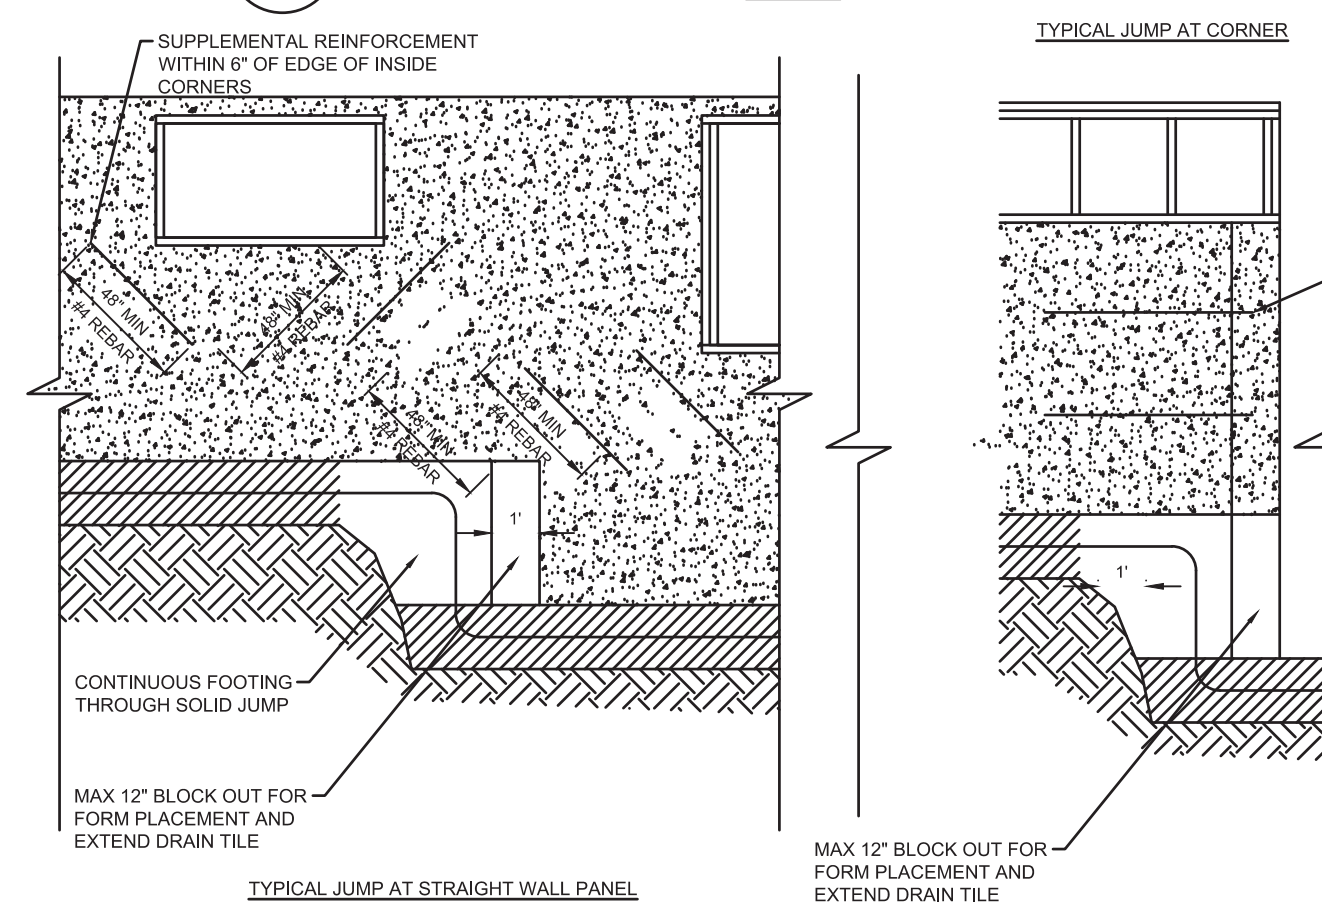 SUPPLEMENTAL REINFORCEMENT
WITHIN 6" OF EDGE OF INSIDE
CORNERS
48" MIN
#4 REBAR
48" MIN
#4 REBAR
48" MIN
#4 REBAR
48" MIN
#4 REBAR
1'
CONTINUOUS FOOTING
THROUGH SOLID JUMP
MAX 12" BLOCK OUT FOR
FORM PLACEMENT AND
EXTEND DRAIN TILE
TYPICAL JUMP AT STRAIGHT WALL PANEL
TYPICAL JUMP AT CORNER
1'
MAX 12" BLOCK OUT FOR
FORM PLACEMENT AND
EXTEND DRAIN TILE